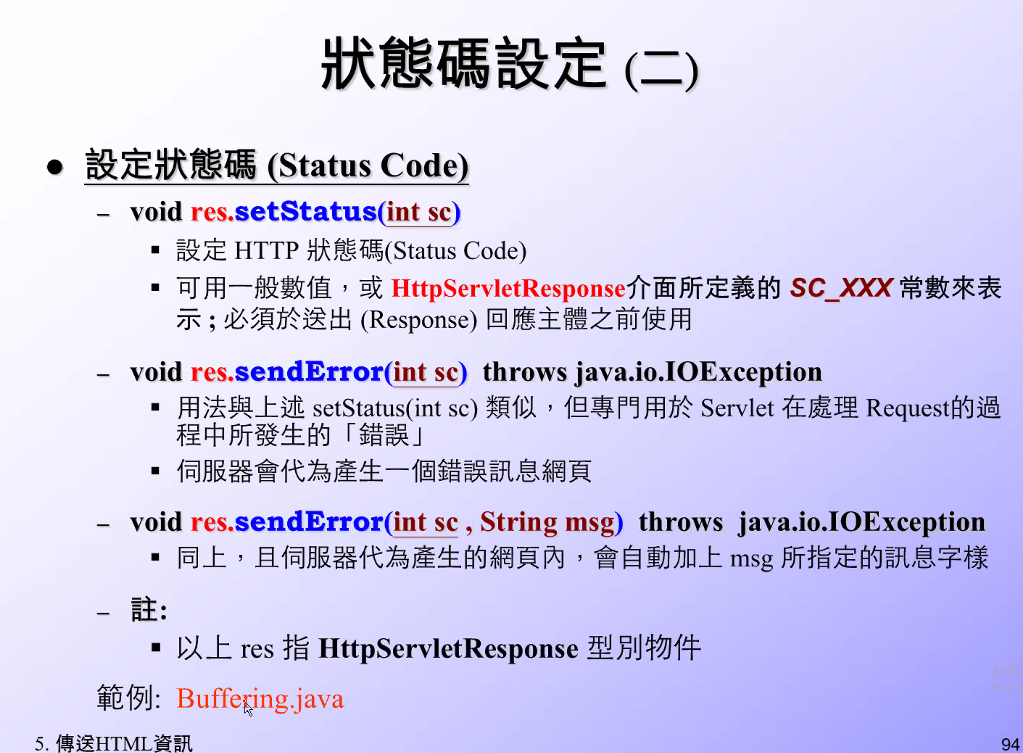 狀態碼設定 (二)
● 設定狀態碼 (Status Code)
– void res.setStatus(int sc)
▪ 設定 HTTP 狀態碼(Status Code)
▪ 可用一般數值，或 HttpServletResponse介面所定義的 SC_XXX 常數來表
示 ; 必須於送出 (Response) 回應主體之前使用
– void res.sendError(int sc) throws java.io.IOException
▪ 用法與上述 setStatus(int sc) 類似，但專門用於 Servlet 在處理 Request的過
程中所發生的「錯誤」
▪ 伺服器會代為產生一個錯誤訊息網頁
– void res.sendError(int sc , String msg) throws java.io.IOException
▪ 同上，且伺服器代為產生的網頁內，會自動加上 msg 所指定的訊息字樣
– 註:
▪ 以上 res 指 HttpServletResponse 型別物件
範例: Buffering.java
5. 傳送HTML資訊
94